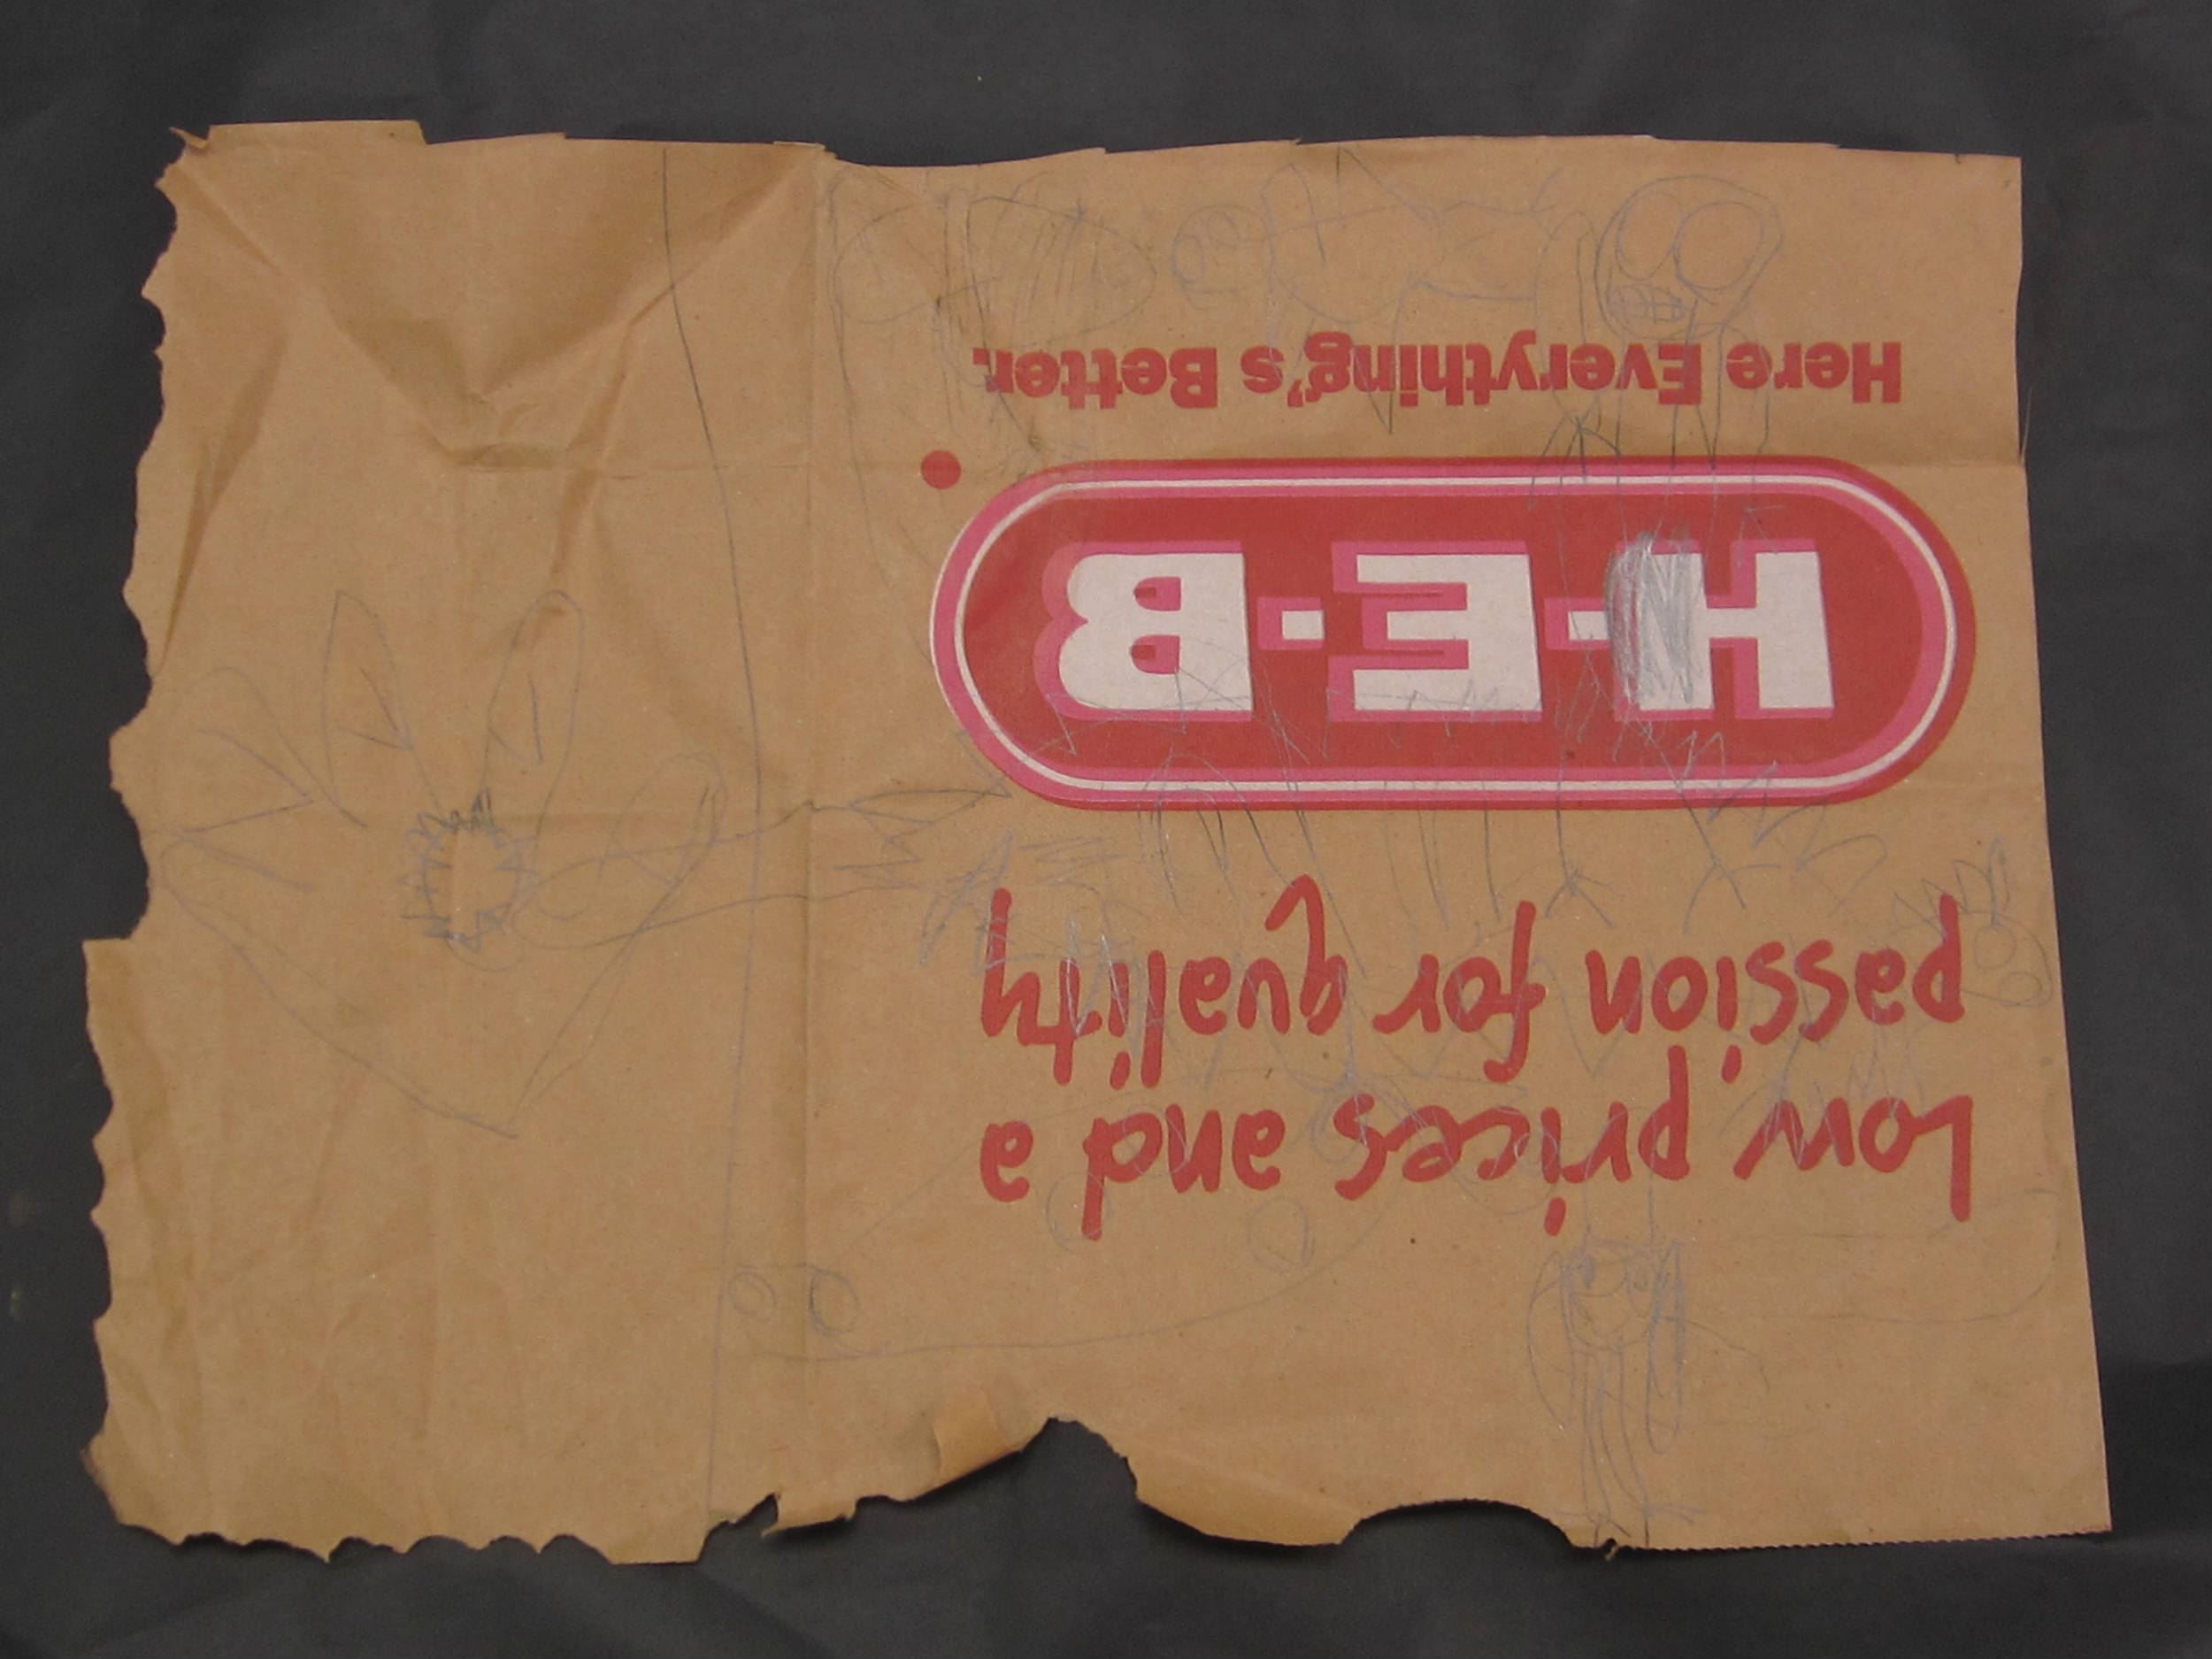 Low prices and a
passion for quality
H-E-B
Here Everything's Better.